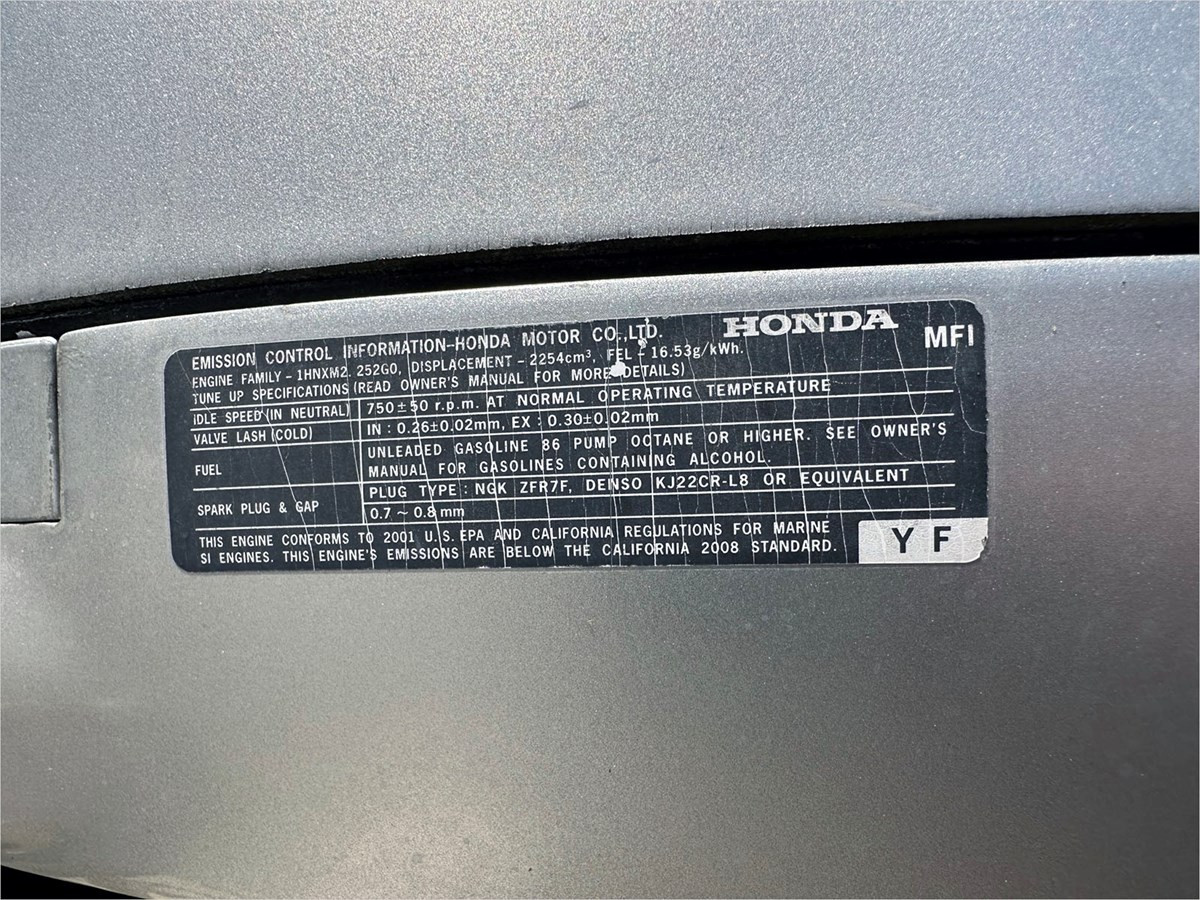 EMISSION CONTROL INFORMATION-HONDA MOTOR CO.,LTD.
HONDA
MFI
ENGINE FAMILY - 1HNXM2. 252G0, DISPLACEMENT - 2254cm³, FEL - 16.53g/kWh.
TUNE UP SPECIFICATIONS (READ OWNER'S MANUAL FOR MORE DETAILS)
IDLE SPEED (IN NEUTRAL) 750±50 r.p.m. AT NORMAL OPERATING TEMPERATURE
VALVE LASH (COLD) IN : 0.26±0.02mm, EX : 0.30±0.02mm
FUEL
UNLEADED GASOLINE 86 PUMP OCTANE OR HIGHER. SEE OWNER'S
MANUAL FOR GASOLINES CONTAINING ALCOHOL.
SPARK PLUG & GAP
PLUG TYPE : NGK ZFR7F, DENSO KJ22CR-L8 OR EQUIVALENT
0.7 ~ 0.8 mm
THIS ENGINE CONFORMS TO 2001 U.S. EPA AND CALIFORNIA REGULATIONS FOR MARINE
SI ENGINES. THIS ENGINE'S EMISSIONS ARE BELOW THE CALIFORNIA 2008 STANDARD.
Y F